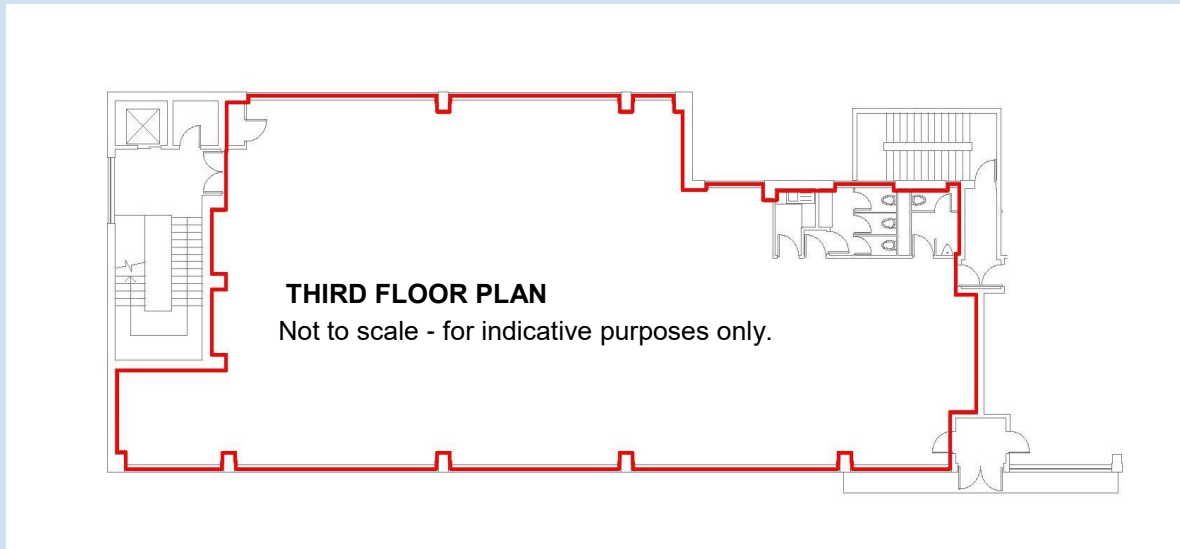 THIRD FLOOR PLAN
Not to scale - for indicative purposes only.